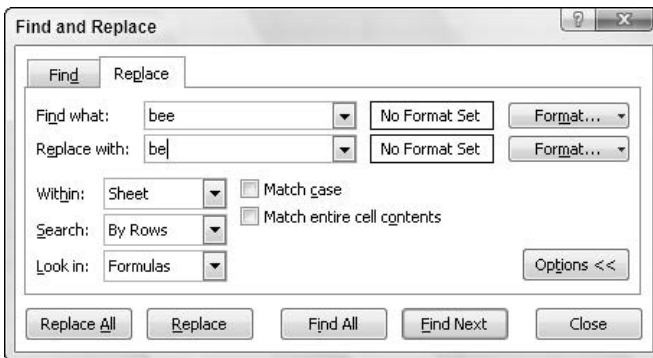 Find and Replace
Find Replace
Find what: bee No Format Set Format...
Replace with: be No Format Set Format...
Within: Sheet Match case
Search: By Rows Match entire cell contents
Look in: Formulas Options <<
Replace All Replace Find All Find Next Close